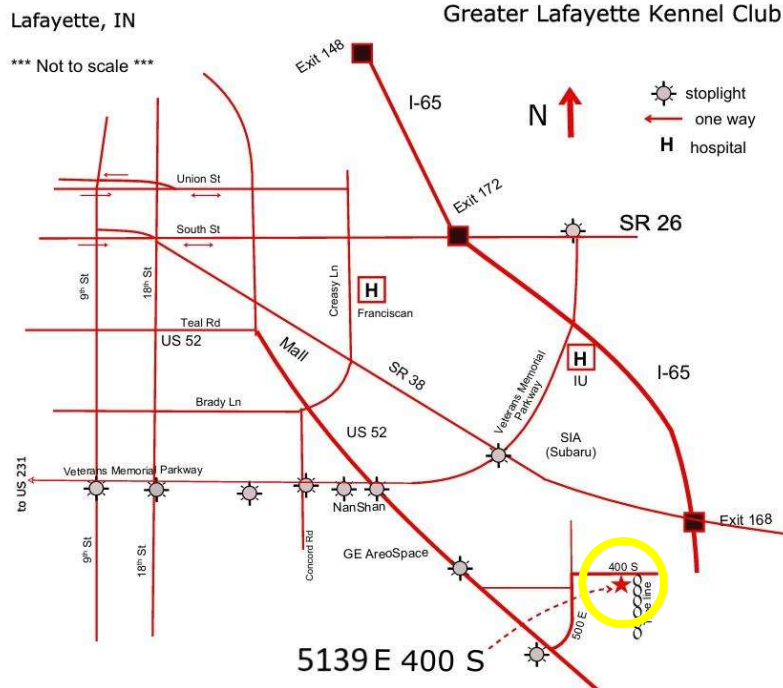 Lafayette, IN
Greater Lafayette Kennel Club
*** Not to scale ***
Exit 148
I-65
N
stoplight
one way
H hospital
Union St
Exit 172
SR 26
South St
9th St
18th St
Creasy Ln
H
Franciscan
Teal Rd
US 52
Mall
SR 38
Veterans Memorial
Parkway
H
IU
I-65
Brady Ln
US 52
SIA
(Subaru)
to US 231
Veterans Memorial Parkway
NanShan
Exit 168
9th St
18th St
Concord Rd
GE AreoSpace
400 S
500 E
line
5139 E 400 S